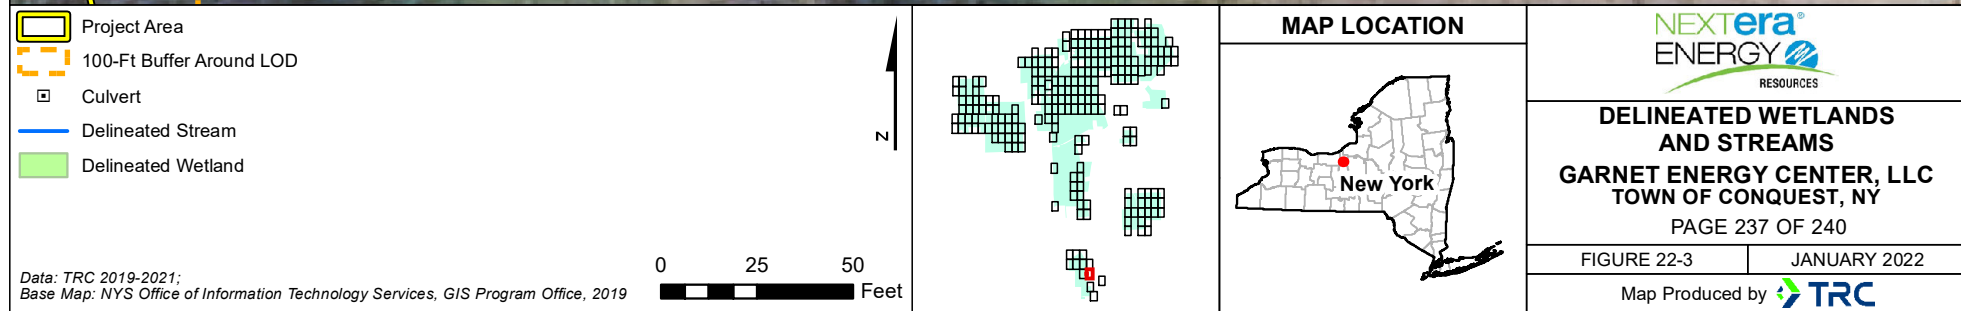 Project Area
100-Ft Buffer Around LOD
Culvert
Delineated Stream
Delineated Wetland
Z
0 25 50
Feet
Data: TRC 2019-2021;
Base Map: NYS Office of Information Technology Services, GIS Program Office, 2019
MAP LOCATION
New York
NEXTera®
ENERGY
RESOURCES
DELINEATED WETLANDS
AND STREAMS
GARNET ENERGY CENTER, LLC
TOWN OF CONQUEST, NY
PAGE 237 OF 240
FIGURE 22-3
JANUARY 2022
Map Produced by TRC